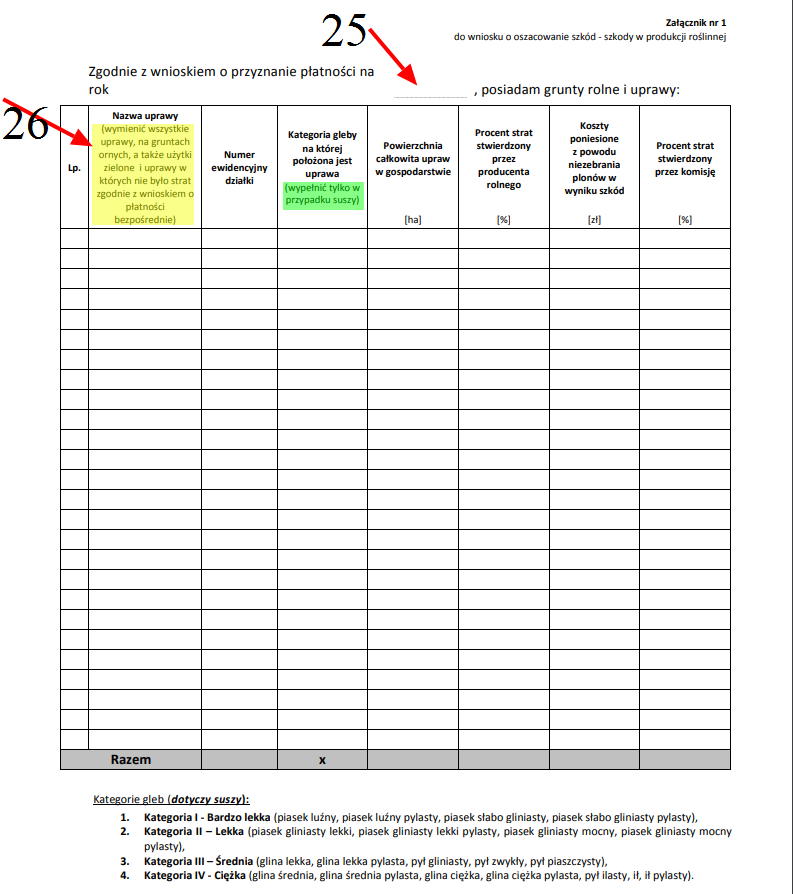 25
Załącznik nr 1
do wniosku o oszacowanie szkód - szkody w produkcji roślinnej
Zgodnie z wnioskiem o przyznanie płatności na
rok , posiadam grunty rolne i uprawy:
26
Lp.
Nazwa uprawy
(wymienić wszystkie
uprawy, na gruntach
ornych, a także użytki
zielone i uprawy w
których nie było strat
zgodnie z wnioskiem o
płatności
bezpośrednie)
Numer
ewidencyjny
działki
Kategoria gleby
na której
położona jest
uprawa
(wypełnić tylko w
przypadku suszy)
Powierzchnia
całkowita upraw
w gospodarstwie
[ha]
Procent strat
stwierdzony
przez
producenta
rolnego
[%]
Koszty
poniesione
z powodu
niezebrania
plonów w
wyniku szkód
[zł]
Procent strat
stwierdzony
przez komisję
[%]
Razem x
Kategorie gleb (dotyczy suszy):
1. Kategoria I - Bardzo lekka (piasek luźny, piasek luźny pylasty, piasek słabo gliniasty, piasek słabo gliniasty pylasty),
2. Kategoria II – Lekka (piasek gliniasty lekki, piasek gliniasty lekki pylasty, piasek gliniasty mocny, piasek gliniasty mocny
pylasty),
3. Kategoria III – Średnia (glina lekka, glina lekka pylasta, pył gliniasty, pył zwykły, pył piaszczysty),
4. Kategoria IV - Ciężka (glina średnia, glina średnia pylasta, glina ciężka, glina ciężka pylasta, pył ilasty, ił, ił pylasty).